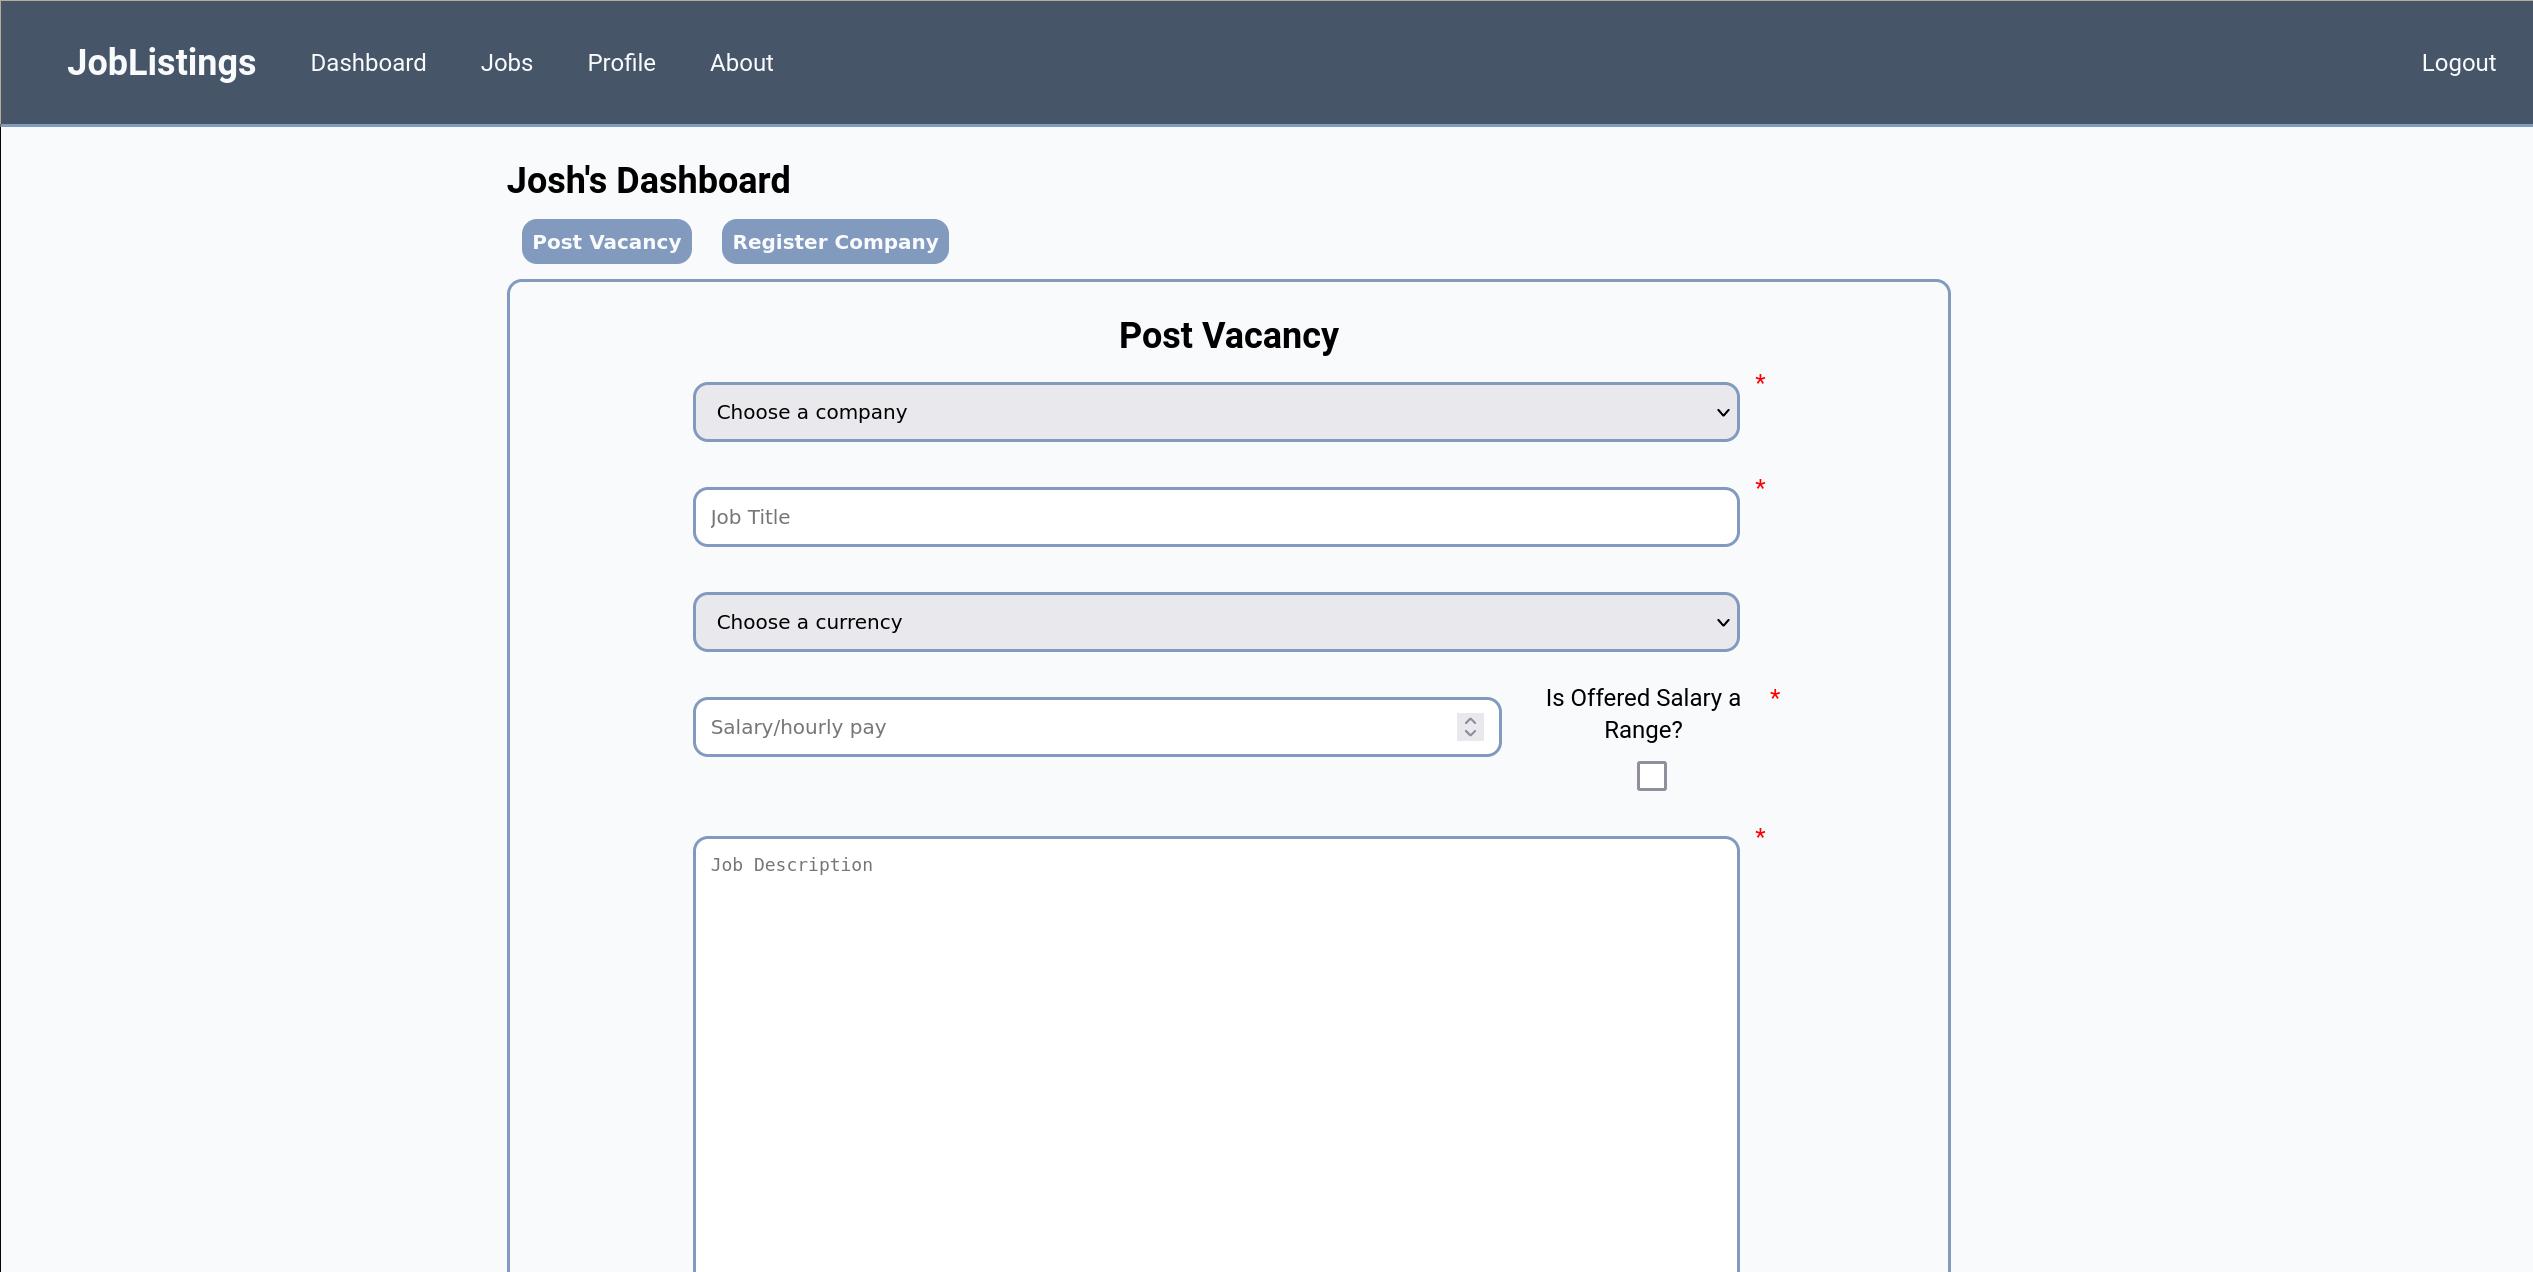 JobListings Dashboard Jobs Profile About Logout
Josh's Dashboard
Post Vacancy Register Company
Post Vacancy
Choose a company *
Job Title *
Choose a currency
Salary/hourly pay
Is Offered Salary a *
Range?
Job Description *